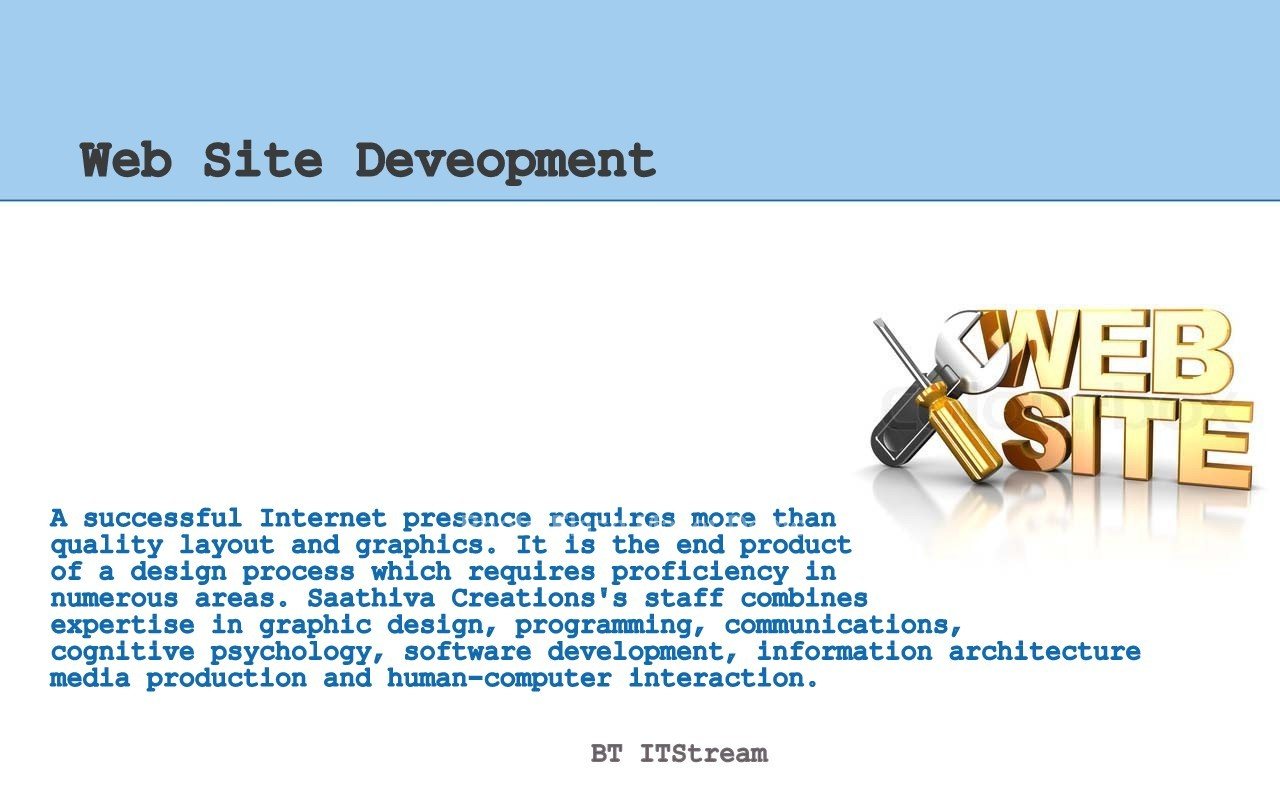 Web Site Deveopment
WEB
SITE
A successful Internet presence requires more than
quality layout and graphics. It is the end product
of a design process which requires proficiency in
numerous areas. Saathiva Creations's staff combines
expertise in graphic design, programming, communications,
cognitive psychology, software development, information architecture
media production and human-computer interaction.
BT ITStream